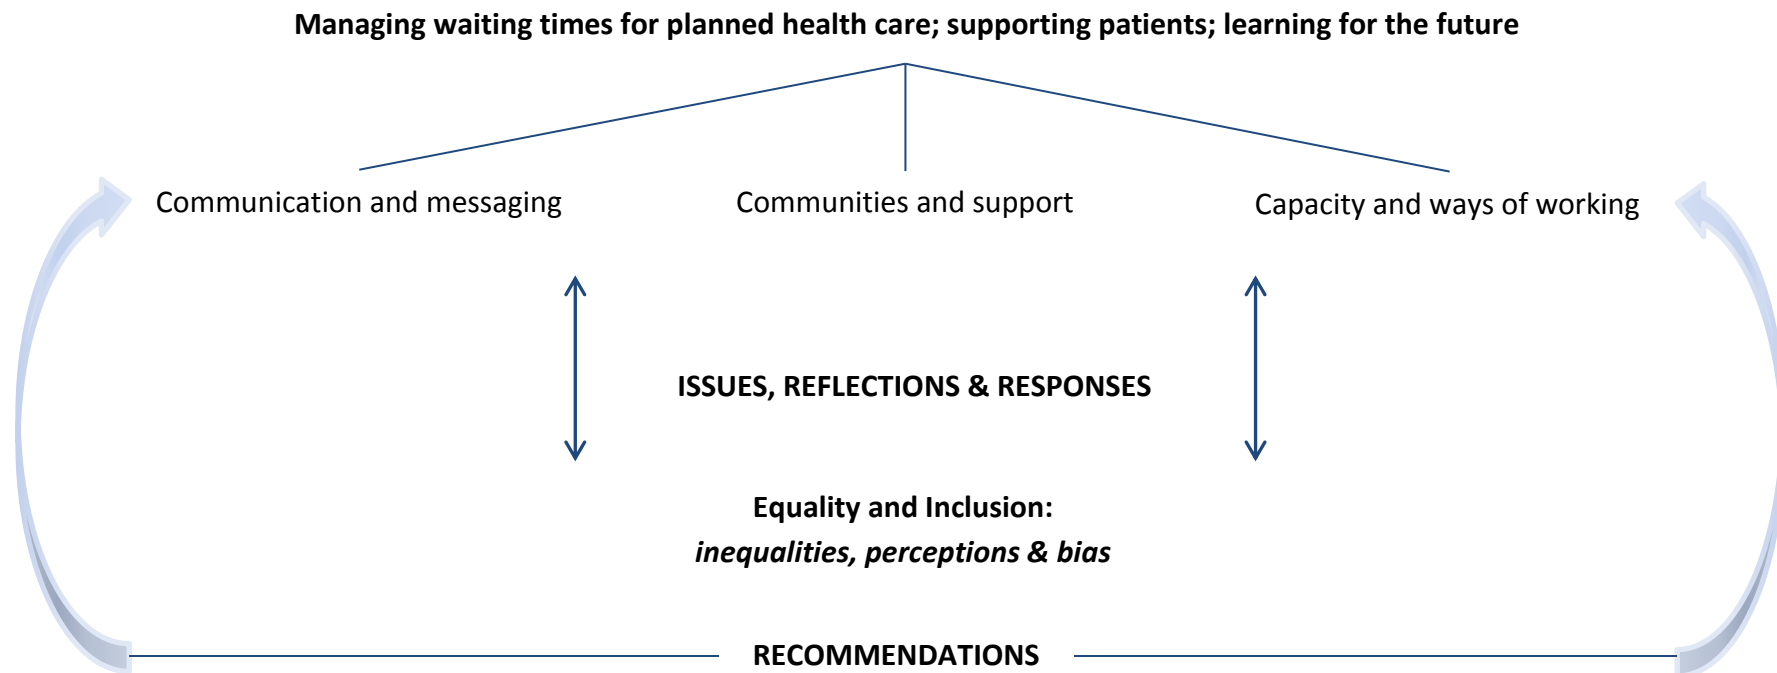 Managing waiting times for planned health care; supporting patients; learning for the future
Communication and messaging
Communities and support
Capacity and ways of working
ISSUES, REFLECTIONS & RESPONSES
Equality and Inclusion:
inequalities, perceptions & bias
RECOMMENDATIONS